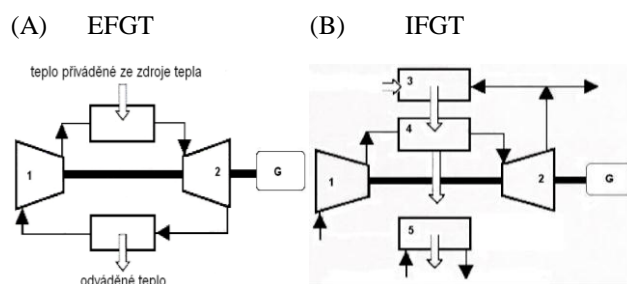 (A) EFGT
(B) IFGT
teplo přiváděné ze zdroje tepla
1
2
G
odváděné teplo
3
4
1
2
G
5